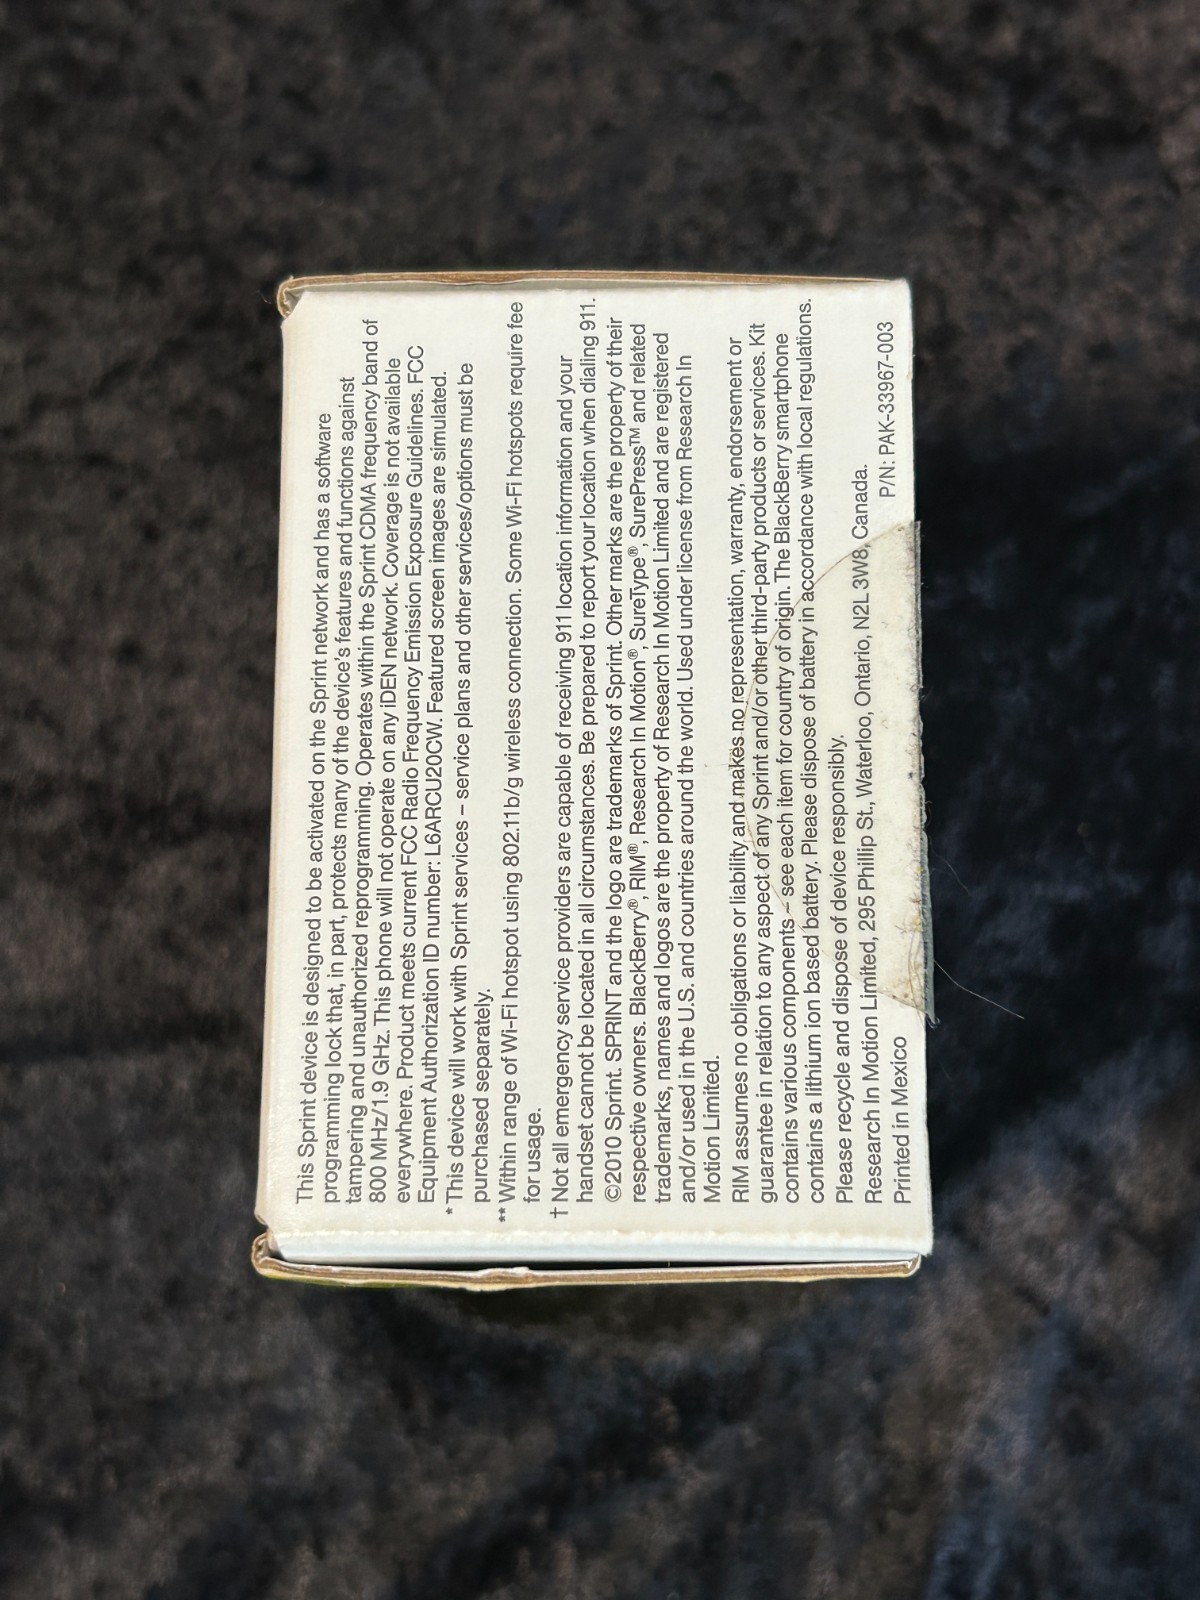 This Sprint device is designed to be activated on the Sprint network and has a software
programming lock that, in part, protects many of the device's features and functions against
tampering and unauthorized reprogramming. Operates within the Sprint CDMA frequency band of
800 MHz/1.9 GHz. This phone will not operate on any iDEN network. Coverage is not available
everywhere. Product meets current FCC Radio Frequency Emission Exposure Guidelines. FCC
Equipment Authorization ID number: L6ARCU20CW. Featured screen images are simulated.
* This device will work with Sprint services – service plans and other services/options must be
purchased separately.
** Within range of Wi-Fi hotspot using 802.11b/g wireless connection. Some Wi-Fi hotspots require fee
for usage.
† Not all emergency service providers are capable of receiving 911 location information and your
handset cannot be located in all circumstances. Be prepared to report your location when dialing 911.
©2010 Sprint. SPRINT and the logo are trademarks of Sprint. Other marks are the property of their
respective owners. BlackBerry®, RIM®, Research In Motion®, SureType®, SurePress™ and related
trademarks, names and logos are the property of Research In Motion Limited and are registered
and/or used in the U.S. and countries around the world. Used under license from Research In
Motion Limited.
RIM assumes no obligations or liability and makes no representation, warranty, endorsement or
guarantee in relation to any aspect of any Sprint and/or other third-party products or services. Kit
contains various components – see each item for country of origin. The BlackBerry smartphone
contains a lithium ion based battery. Please dispose of battery in accordance with local regulations.
Please recycle and dispose of device responsibly.
Research In Motion Limited, 295 Phillip St., Waterloo, Ontario, N2L 3W8, Canada.
Printed in Mexico P/N: PAK-33967-003